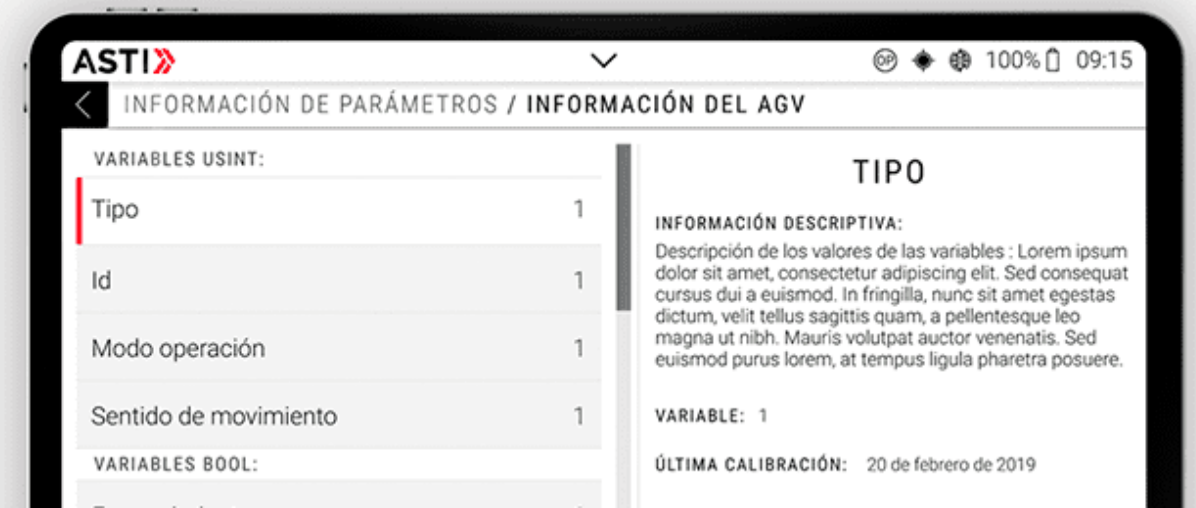 ASTI
OP 100% 09:15
INFORMACIÓN DE PARÁMETROS / INFORMACIÓN DEL AGV
VARIABLES USINT:
Tipo 1
Id 1
Modo operación 1
Sentido de movimiento 1
VARIABLES BOOL:
TIPO
INFORMACIÓN DESCRIPTIVA:
Descripción de los valores de las variables : Lorem ipsum
dolor sit amet, consectetur adipiscing elit. Sed consequat
cursus dui a euismod. In fringilla, nunc sit amet egestas
dictum, velit tellus sagittis quam, a pellentesque leo
magna ut nibh. Mauris volutpat auctor venenatis. Sed
euismod purus lorem, at tempus ligula pharetra posuere.
VARIABLE: 1
ÚLTIMA CALIBRACIÓN: 20 de febrero de 2019